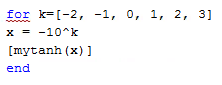 for k=[-2, -1, 0, 1, 2, 3]
x = -10^k
[mytanh(x)]
end